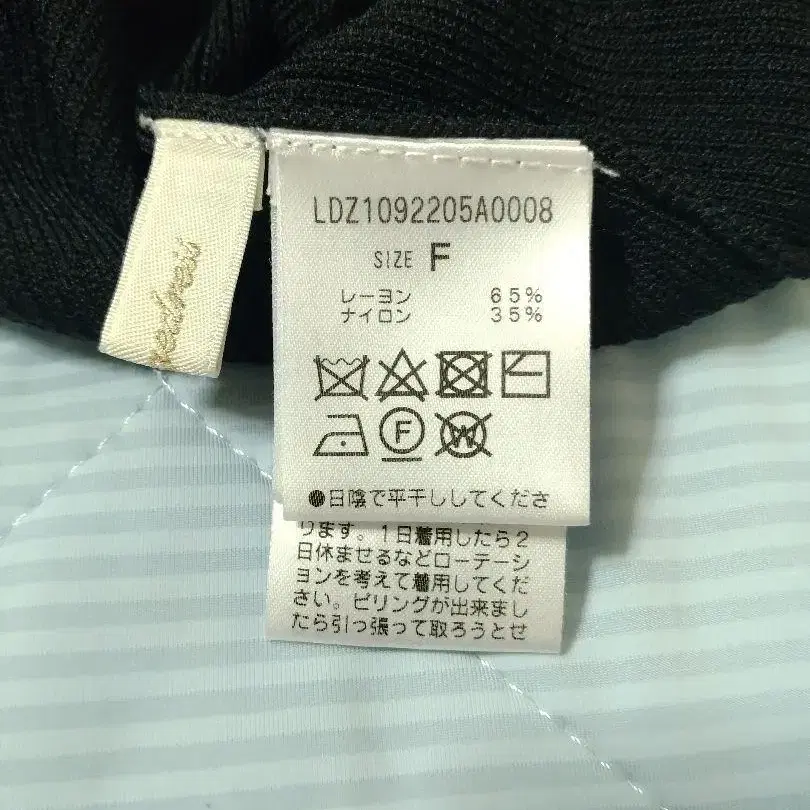 LDZ1092205A0008
SIZE F
レーヨン 65%
ナイロン 35%
F
W
●日陰で平干ししてくださ
ります。1日着用したら2
日休ませるなどローテーシ
ヨンを考えて着用してくだ
さい。ピリングが出来まし
たら引っ張って取ろうとせ